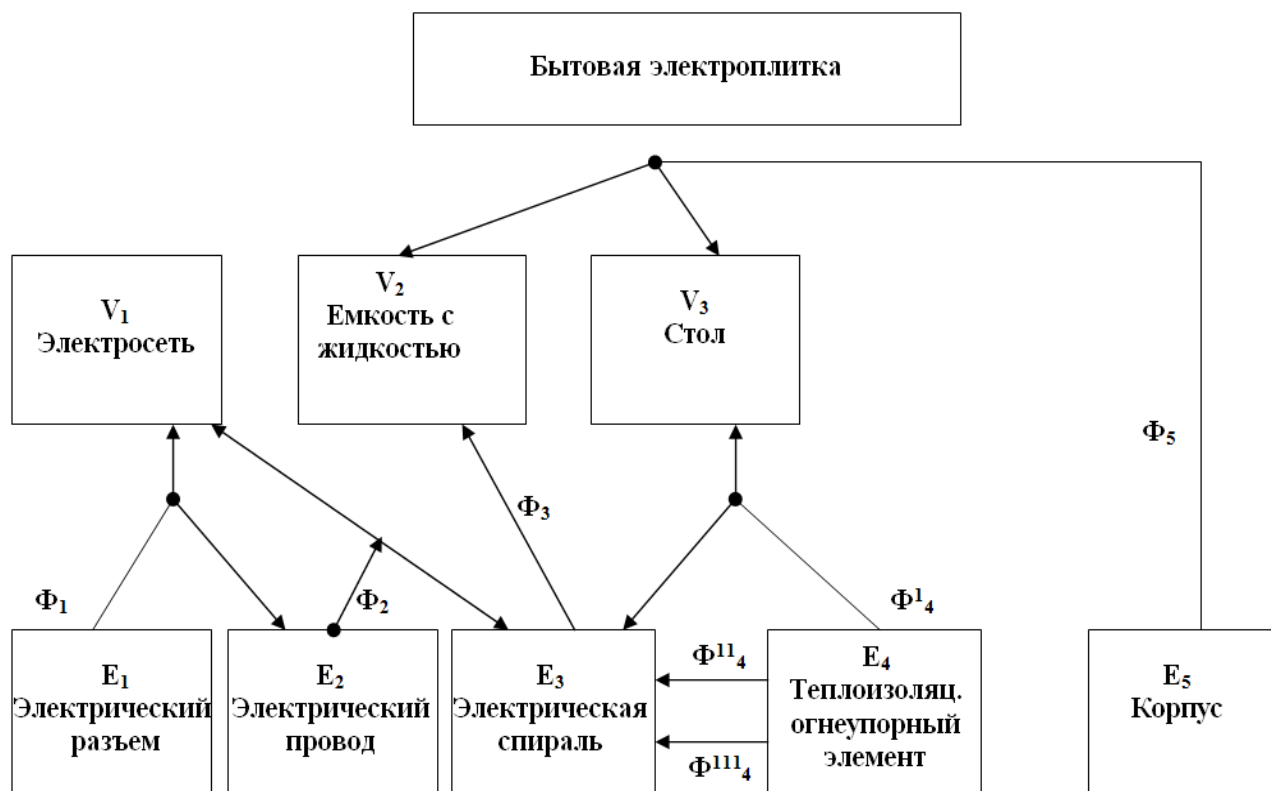 Бытовая электроплитка
V₁
Электросеть
V₂
Емкость с
жидкостью
V₃
Стол
Ф₅
Ф₃
Ф₁
Ф₂
Ф¹₄
E₁
Электрический
разъем
E₂
Электрический
провод
E₃
Электрическая
спираль
Ф¹¹₄
Ф¹¹¹₄
E₄
Теплоизоляц.
огнеупорный
элемент
E₅
Корпус